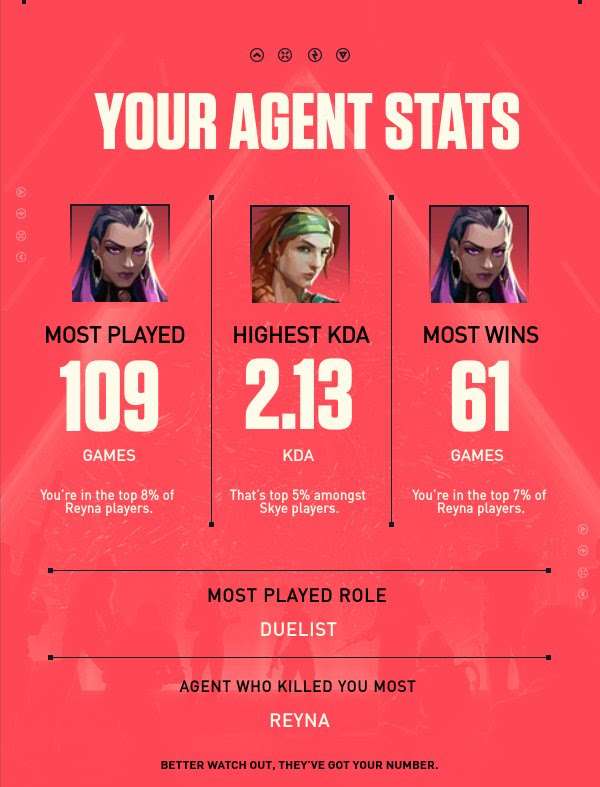 YOUR AGENT STATS
MOST PLAYED
109
GAMES
You're in the top 8% of
Reyna players.
HIGHEST KDA
2.13
KDA
That's top 5% amongst
Skye players.
MOST WINS
61
GAMES
You're in the top 7% of
Reyna players.
MOST PLAYED ROLE
DUELIST
AGENT WHO KILLED YOU MOST
REYNA
BETTER WATCH OUT, THEY'VE GOT YOUR NUMBER.